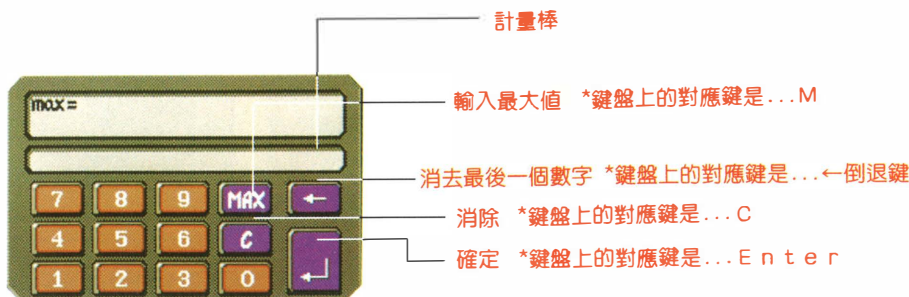 計量棒
max=
輸入最大值 *鍵盤上的對應鍵是...M
消去最後一個數字 *鍵盤上的對應鍵是...←倒退鍵
7 8 9 MAX ←
消除 *鍵盤上的對應鍵是...C
4 5 6 C
確定 *鍵盤上的對應鍵是...Enter
1 2 3 0 ↵